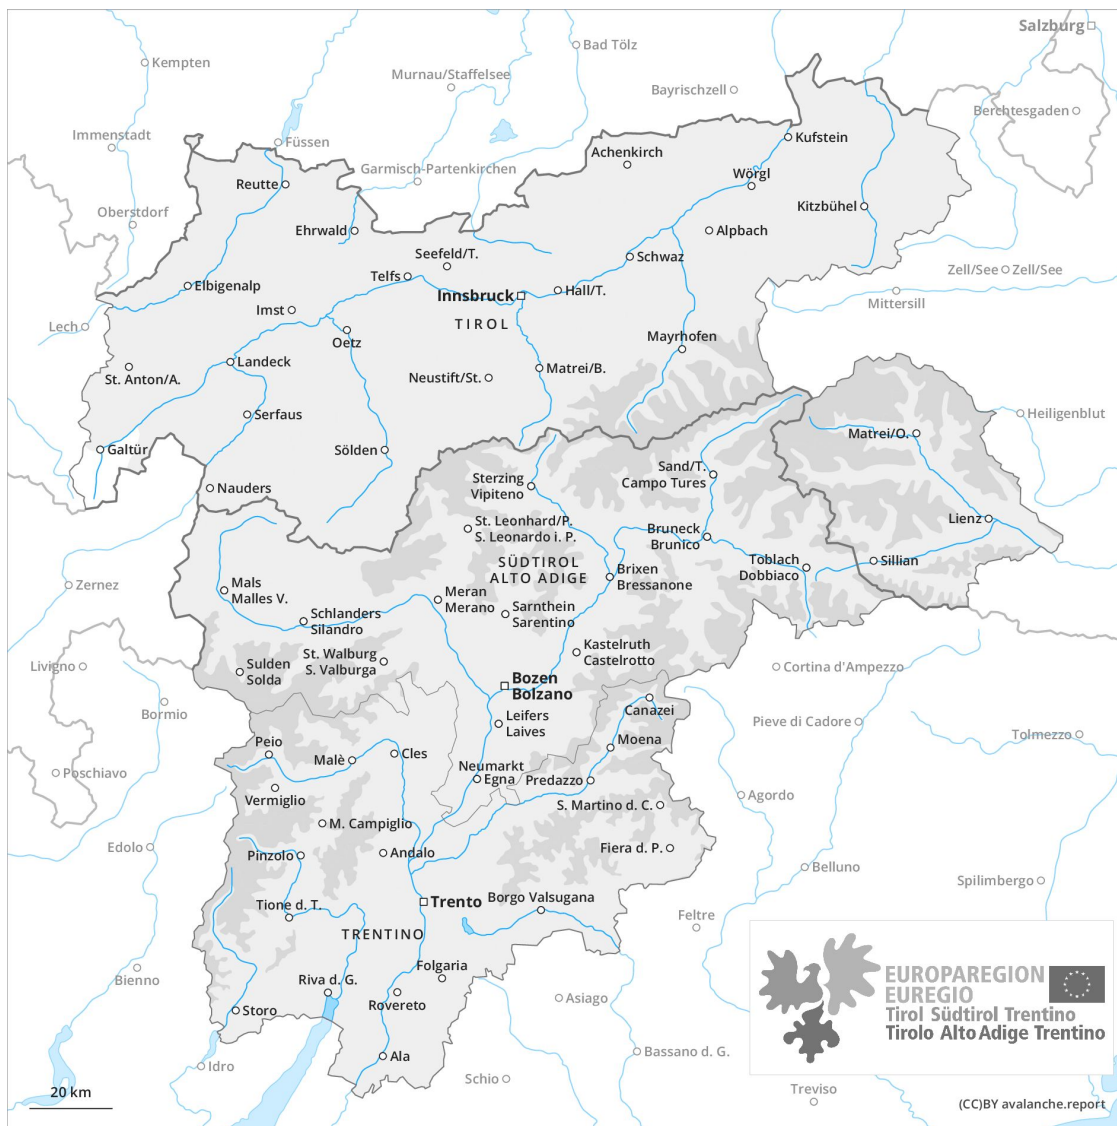 Salzburg
Kempten
Bad Tölz
Murnau/Staffelsee
Bayrischzell
Berchtesgaden
Immenstadt
Füssen
Kufstein
Achenkirch
Garmisch-Partenkirchen
Wörgl
Reutte
Kitzbühel
Oberstdorf
Ehrwald
Alpbach
Seefeld/T.
Schwaz
Telfs
Zell/See
Zell/See
Elbigenalp
Innsbruck
Hall/T.
Mittersill
Imst
TIROL
Lech
Oetz
Mayrhofen
Landeck
Matrei/B.
St. Anton/A.
Neustift/St.
Serfaus
Heiligenblut
Matrei/O.
Galtür
Sölden
Sterzing
Vipiteno
Sand/T.
Campo Tures
Nauders
St. Leonhard/P.
S. Leonardo i. P.
Bruneck
Brunico
Lienz
SÜDTIROL
ALTO ADIGE
Toblach
Dobbiaco
Sillian
Brixen
Bressanone
Zernez
Mals
Malles V.
Meran
Merano
Sarnthein
Sarentino
Schlanders
Silandro
Kastelruth
Castelrotto
St. Walburg
S. Valburga
Livigno
Sulden
Solda
Cortina d'Ampezzo
Bozen
Bolzano
Canazei
Bormio
Leifers
Laives
Pieve di Cadore
Tolmezzo
Peio
Malè
Cles
Moena
Poschiavo
Neumarkt
Egna
Predazzo
Vermiglio
S. Martino d. C.
Agordo
M. Campiglio
Edolo
Pinzolo
Andalo
Fiera d. P.
Belluno
Spilimbergo
Tione d. T.
Trento
Borgo Valsugana
Feltre
TRENTINO
Bienno
Folgaria
Riva d. G.
Rovereto
Asiago
Storo
EUROPAREGION
EUREGIO
Tirol Südtirol Trentino
Tirolo Alto Adige Trentino
Idro
Ala
Bassano d. G.
Schio
Treviso
20 km
(CC)BY avalanche.report